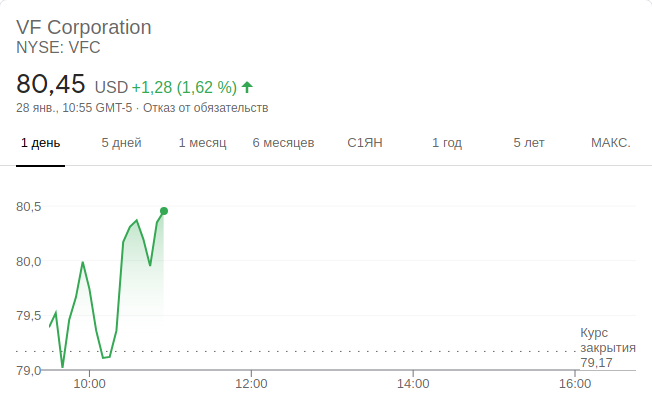 VF Corporation
NYSE: VFC
80,45 USD +1,28 (1,62 %)
28 янв., 10:55 GMT-5 · Отказ от обязательств
1 день 5 дней 1 месяц 6 месяцев С1ЯН 1 год 5 лет МАКС.
80,5
80,0
79,5
79,0
Курс
закрытия
79,17
10:00 12:00 14:00 16:00